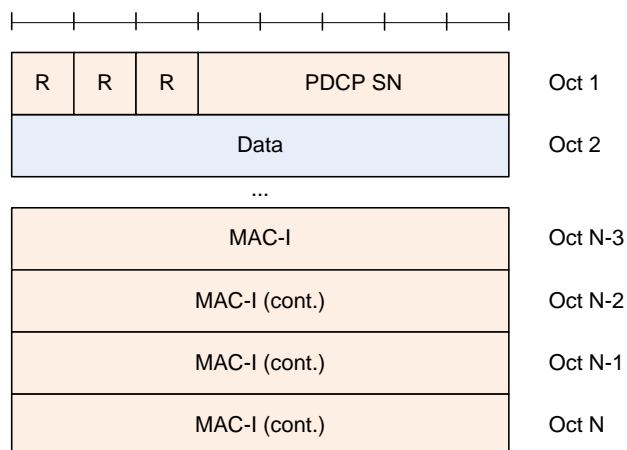 R R R PDCP SN Oct 1
Data Oct 2
...
MAC-I Oct N-3
MAC-I (cont.) Oct N-2
MAC-I (cont.) Oct N-1
MAC-I (cont.) Oct N